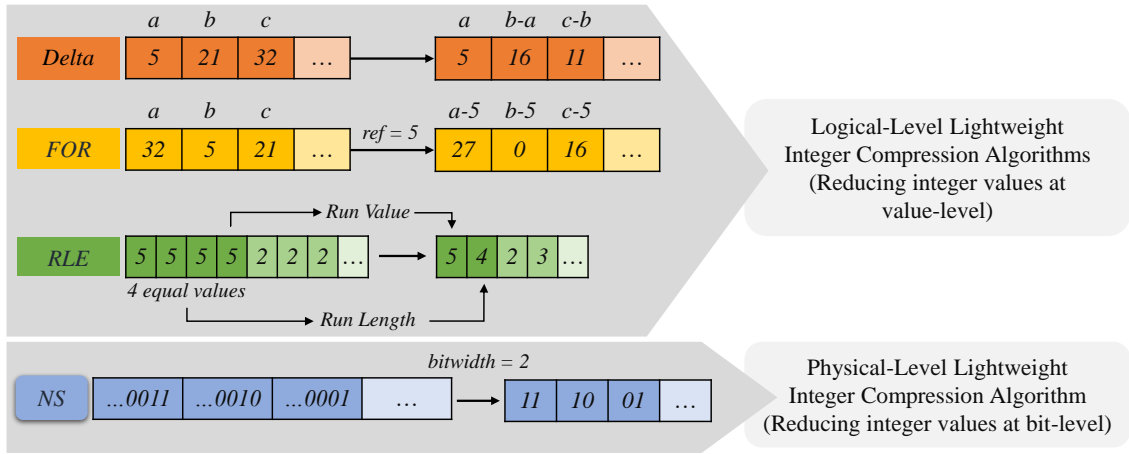 a b c a b-a c-b
Delta 5 21 32 ... 5 16 11 ...
a b c a-5 b-5 c-5
FOR 32 5 21 ... ref = 5 27 0 16 ...
Logical-Level Lightweight
Integer Compression Algorithms
(Reducing integer values at
value-level)
Run Value
RLE 5 5 5 5 2 2 2 ... 5 4 2 3 ...
4 equal values
Run Length
bitwidth = 2
NS ...0011 ...0010 ...0001 ... 11 10 01 ...
Physical-Level Lightweight
Integer Compression Algorithm
(Reducing integer values at bit-level)